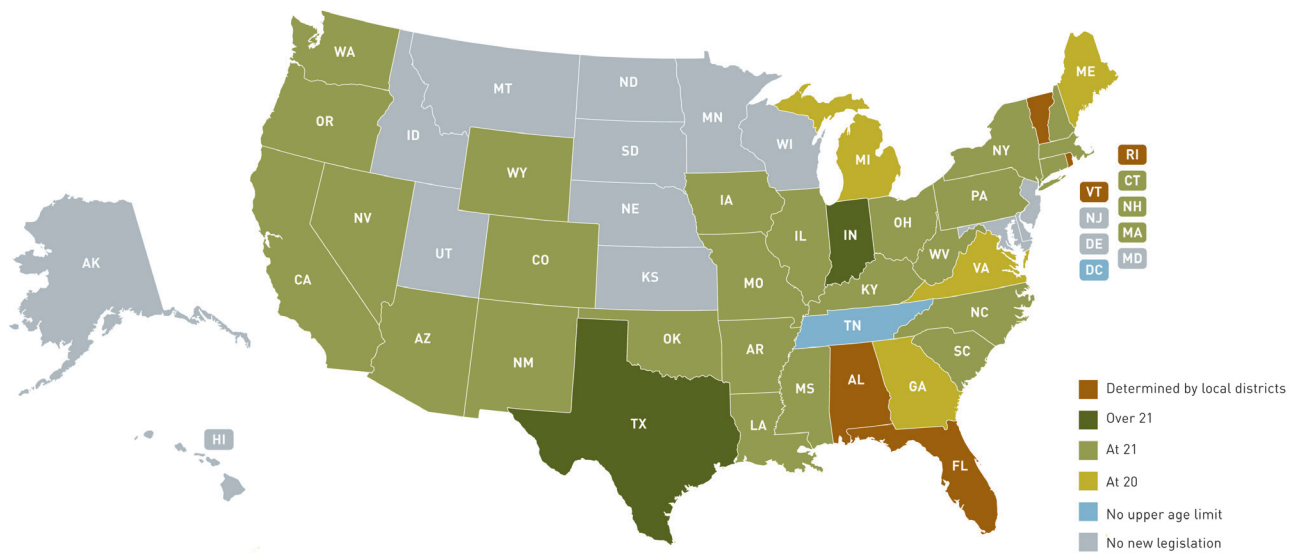 WA
MT
ND
MN
ME
OR
ID
SD
WI
MI
NY
RI
WY
CT
VT
NE
IA
PA
NH
NJ
NV
IL
IN
OH
MA
UT
CO
WV
DE
MD
AK
CA
KS
MO
KY
VA
DC
AZ
NM
OK
AR
TN
NC
SC
MS
AL
GA
TX
LA
HI
FL
Determined by local districts
Over 21
At 21
At 20
No upper age limit
No new legislation